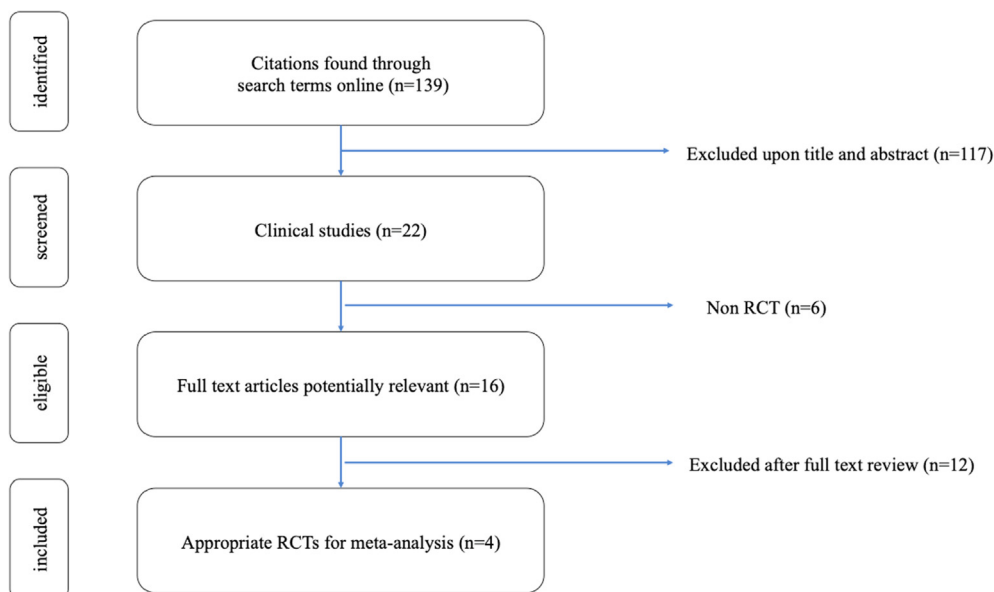 identified
Citations found through
search terms online (n=139)
Excluded upon title and abstract (n=117)
screened
Clinical studies (n=22)
Non RCT (n=6)
eligible
Full text articles potentially relevant (n=16)
Excluded after full text review (n=12)
included
Appropriate RCTs for meta-analysis (n=4)